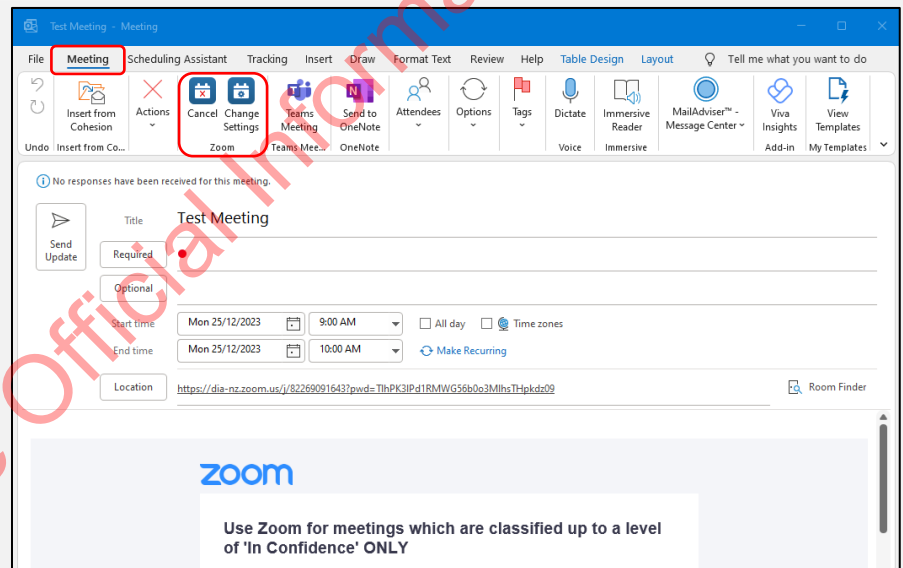 Test Meeting - Meeting
File Meeting Scheduling Assistant Tracking Insert Draw Format Text Review Help Table Design Layout Tell me what you want to do
Insert from Cohesion
Actions
Cancel
Change Settings
Teams Meeting
Send to OneNote
Attendees
Options
Tags
Dictate
Immersive Reader
MailAdviser™ - Message Center
Viva Insights
View Templates
Undo Insert from Co... Zoom Teams Mee... OneNote Voice Immersive Add-in My Templates
No responses have been received for this meeting.
Send Update
Title Test Meeting
Required
Optional
Start time Mon 25/12/2023 9:00 AM All day Time zones
End time Mon 25/12/2023 10:00 AM Make Recurring
Location https://dia-nz.zoom.us/j/82269091643?pwd= Room Finder
zoom
Use Zoom for meetings which are classified up to a level
of 'In Confidence' ONLY
Official Informa